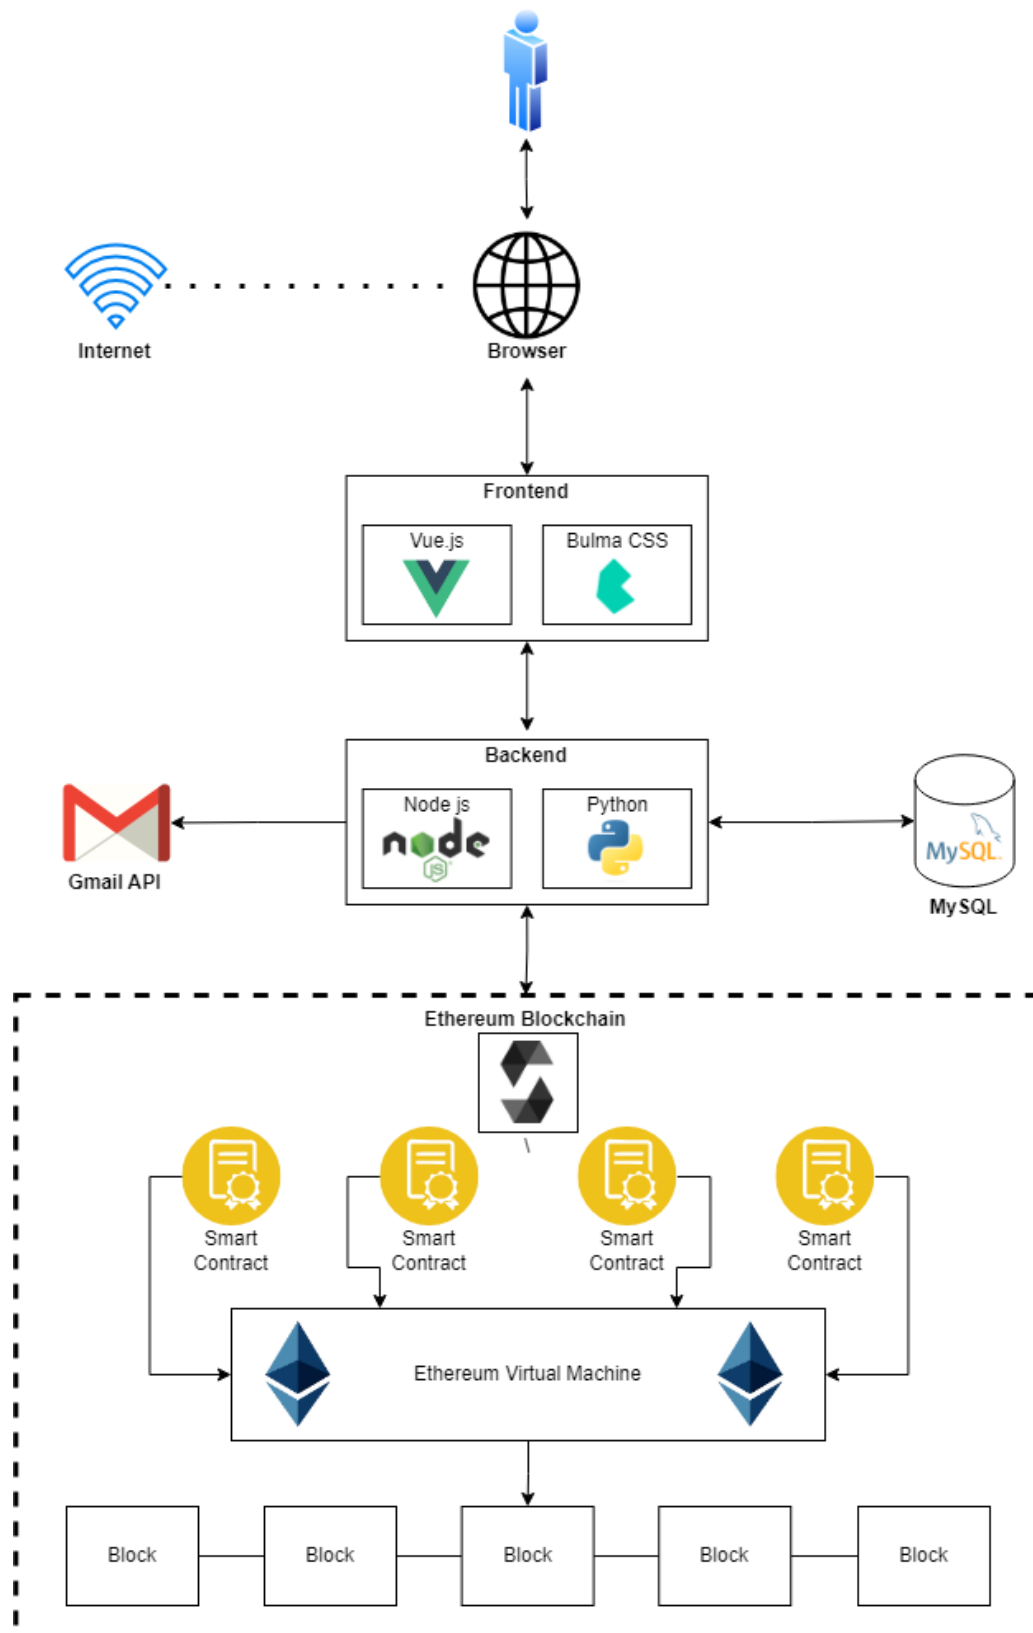 Internet
Browser
Frontend
Vue.js
Bulma CSS
Backend
Node js
node
JS
Python
Gmail API
MySQL
MySQL
Ethereum Blockchain
\
Smart
Contract
Smart
Contract
Smart
Contract
Smart
Contract
Ethereum Virtual Machine
Block
Block
Block
Block
Block